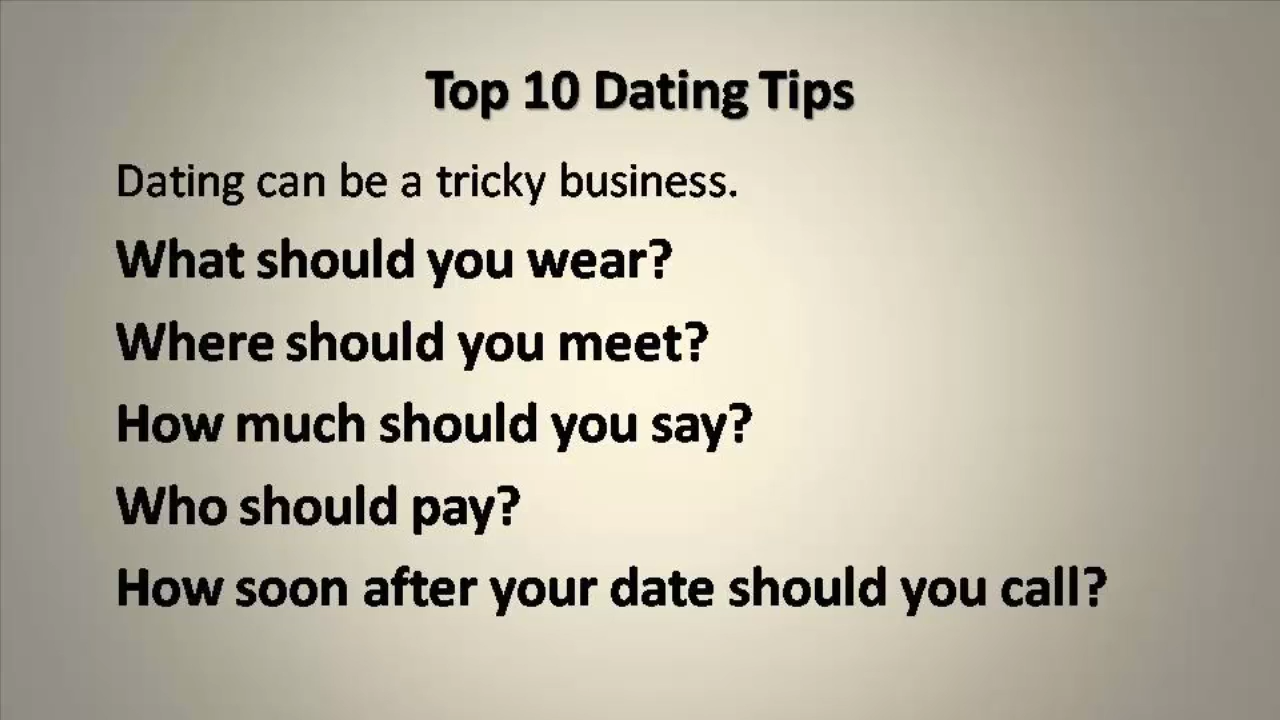 Top 10 Dating Tips
Dating can be a tricky business.
What should you wear?
Where should you meet?
How much should you say?
Who should pay?
How soon after your date should you call?